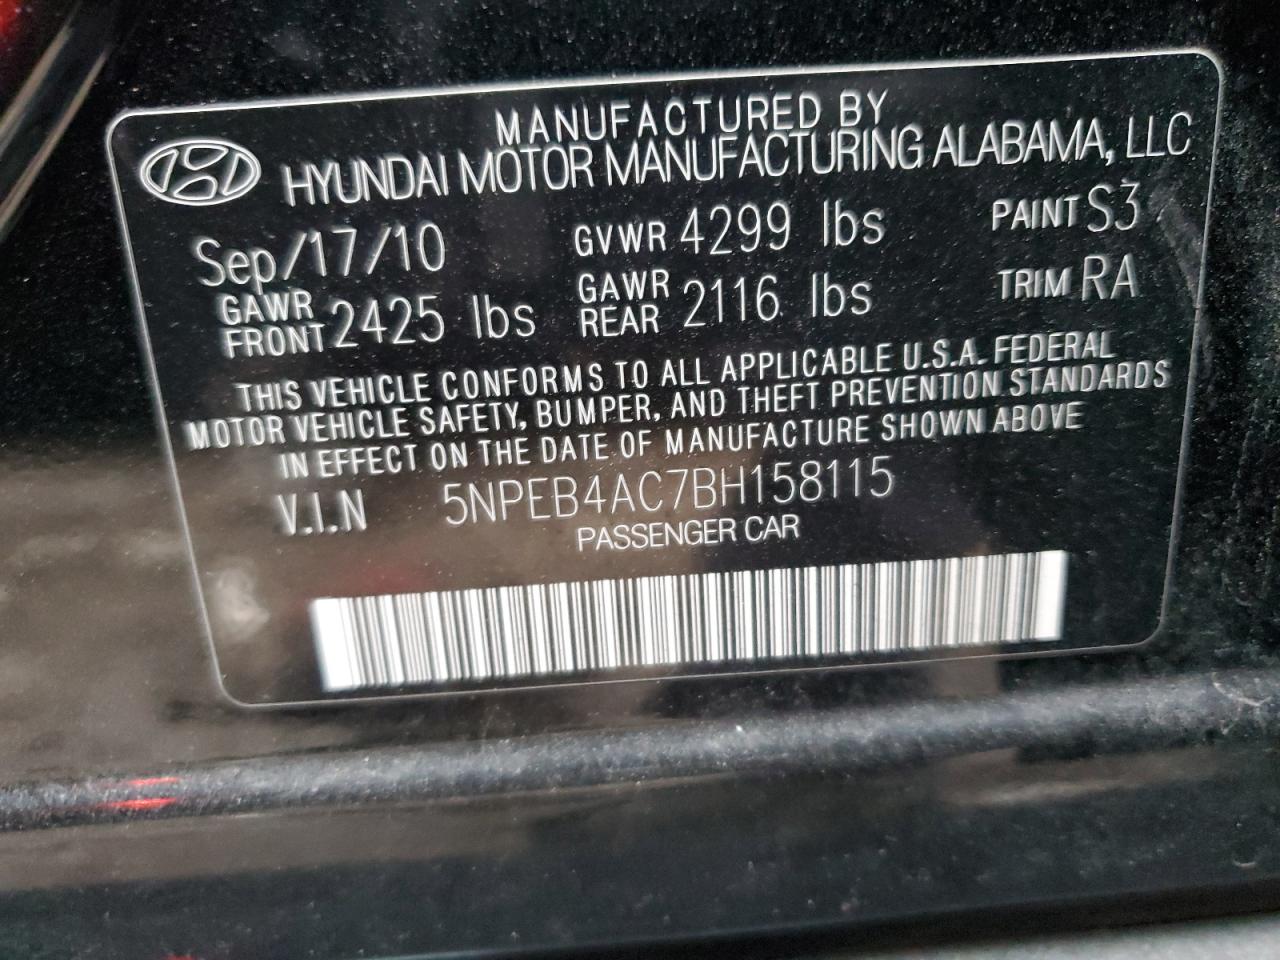 MANUFACTURED BY
HYUNDAI MOTOR MANUFACTURING ALABAMA, LLC
Sep/17/10 GVWR 4299 lbs PAINT S3
GAWR FRONT 2425 lbs GAWR REAR 2116 lbs TRIM RA
THIS VEHICLE CONFORMS TO ALL APPLICABLE U.S.A. FEDERAL
MOTOR VEHICLE SAFETY, BUMPER, AND THEFT PREVENTION STANDARDS
IN EFFECT ON THE DATE OF MANUFACTURE SHOWN ABOVE
V.I.N 5NPEB4AC7BH158115
PASSENGER CAR